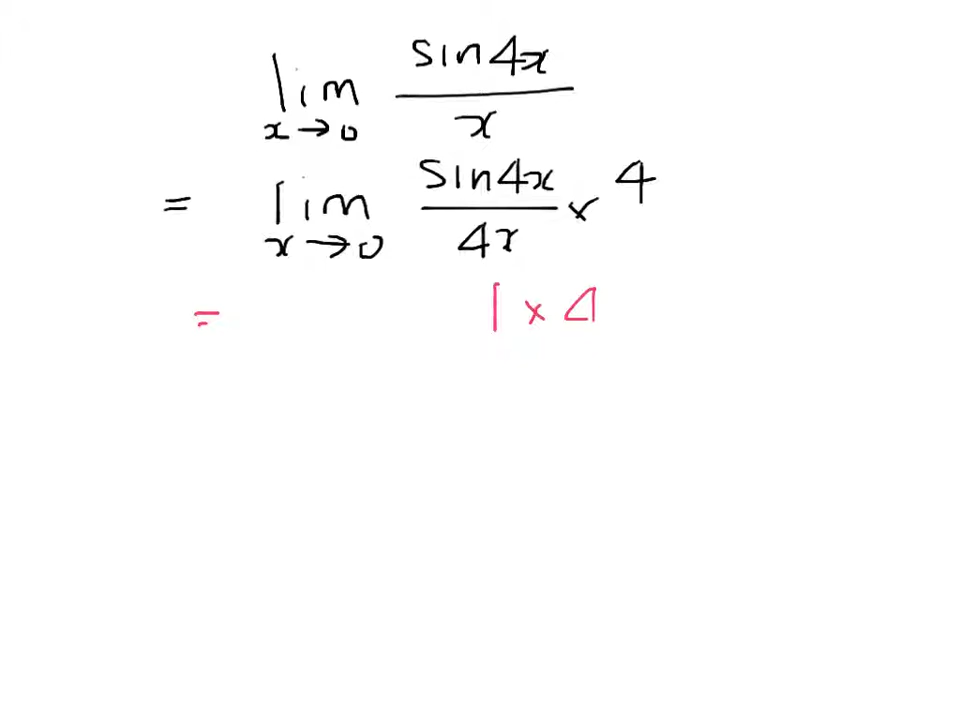 lim x→0 sin4x / x
= lim x→0 sin4x / 4x × 4
= 1 × 4